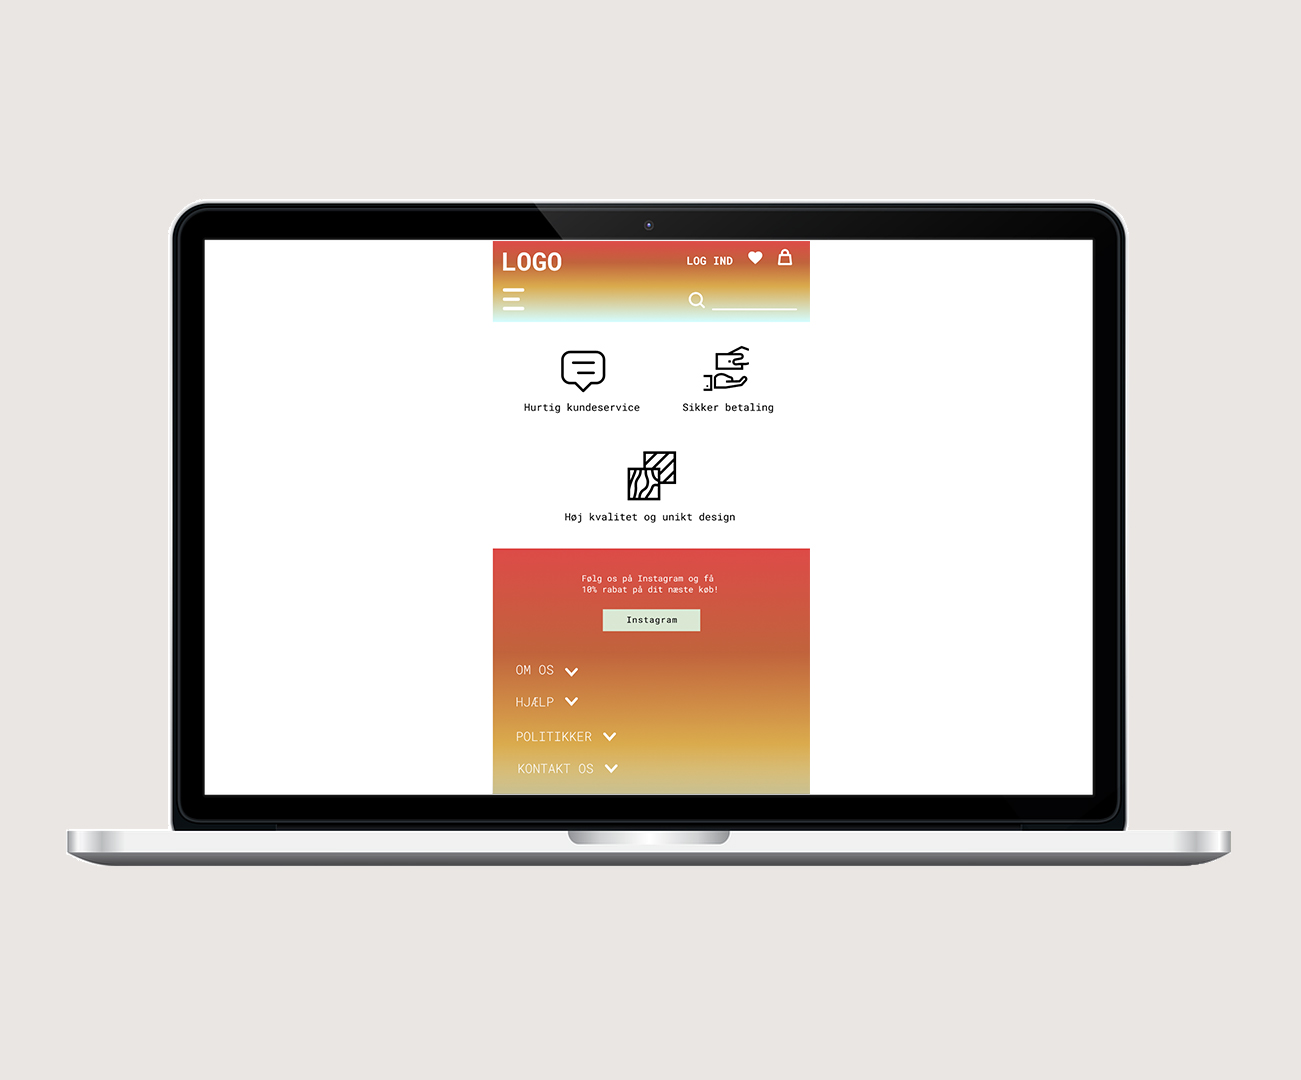 LOGO
LOG IND
Hurtig kundeservice
Sikker betaling
Høj kvalitet og unikt design
Følg os på Instagram og få
10% rabat på dit næste køb!
Instagram
OM OS
HJÆLP
POLITIKKER
KONTAKT OS